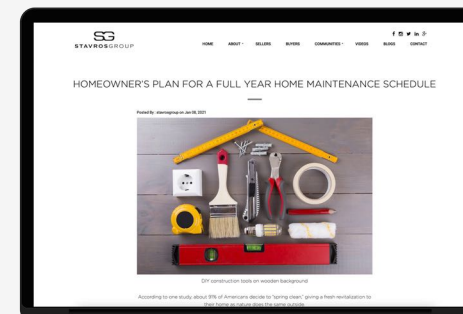 SG
STAVROSGROUP
HOME ABOUT SELLERS BUYERS COMMUNITIES VIDEOS BLOGS CONTACT
HOMEOWNER'S PLAN FOR A FULL YEAR HOME MAINTENANCE SCHEDULE
Posted By : stavrosgroup on Jan 08, 2021
DIY construction tools on wooden background
According to one study, about 91% of Americans decide to "spring clean," giving a fresh revitalization to
their home as nature does the same outside.